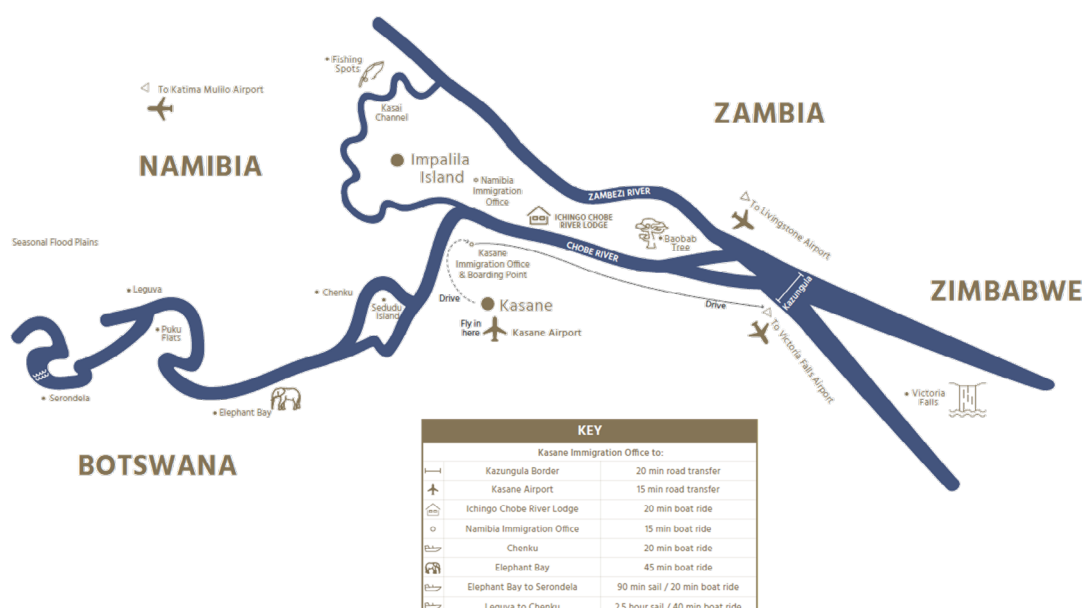 Fishing
Spots
To Katima Mulilo Airport
Kasai
Channel
ZAMBIA
NAMIBIA
Impalila
Island
Namibia
Immigration
Office
ZAMBEZI RIVER
To Livingstone Airport
ICHINGO CHOBE
RIVER LODGE
Baobab
Tree
Seasonal Flood Plains
CHOBE RIVER
Kasane
Immigration Office
& Boarding Point
Kazungula
ZIMBABWE
Leguva
Chenku
Sedudu
Island
Drive
Kasane
Drive
Puku
Flats
Fly in
here
Kasane Airport
To Victoria Falls Airport
Serondela
Elephant Bay
Victoria
Falls
BOTSWANA
KEY
Kasane Immigration Office to:
Kazungula Border 20 min road transfer
Kasane Airport 15 min road transfer
Ichingo Chobe River Lodge 20 min boat ride
Namibia Immigration Office 15 min boat ride
Chenku 20 min boat ride
Elephant Bay 45 min boat ride
Elephant Bay to Serondela 90 min sail / 20 min boat ride
Leguva to Chenku 2.5 hour sail / 40 min boat ride